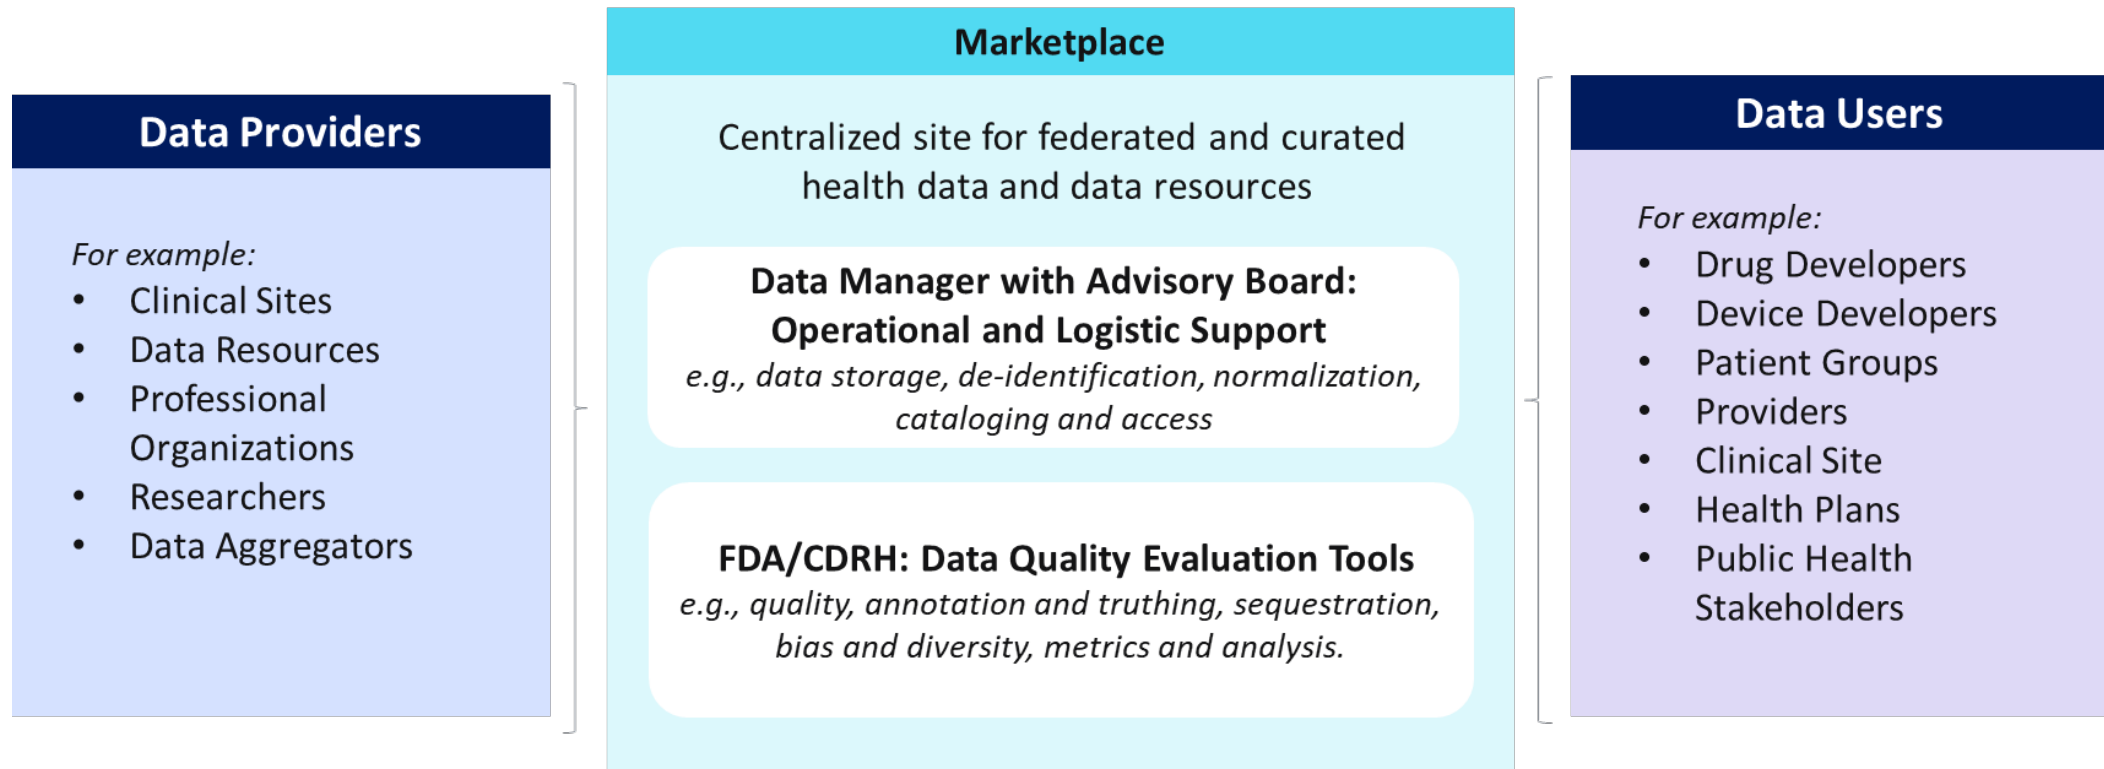 Data Providers
For example:
• Clinical Sites
• Data Resources
• Professional
Organizations
• Researchers
• Data Aggregators
Marketplace
Centralized site for federated and curated
health data and data resources
Data Manager with Advisory Board:
Operational and Logistic Support
e.g., data storage, de-identification, normalization,
cataloging and access
FDA/CDRH: Data Quality Evaluation Tools
e.g., quality, annotation and truthing, sequestration,
bias and diversity, metrics and analysis.
Data Users
For example:
• Drug Developers
• Device Developers
• Patient Groups
• Providers
• Clinical Site
• Health Plans
• Public Health
Stakeholders